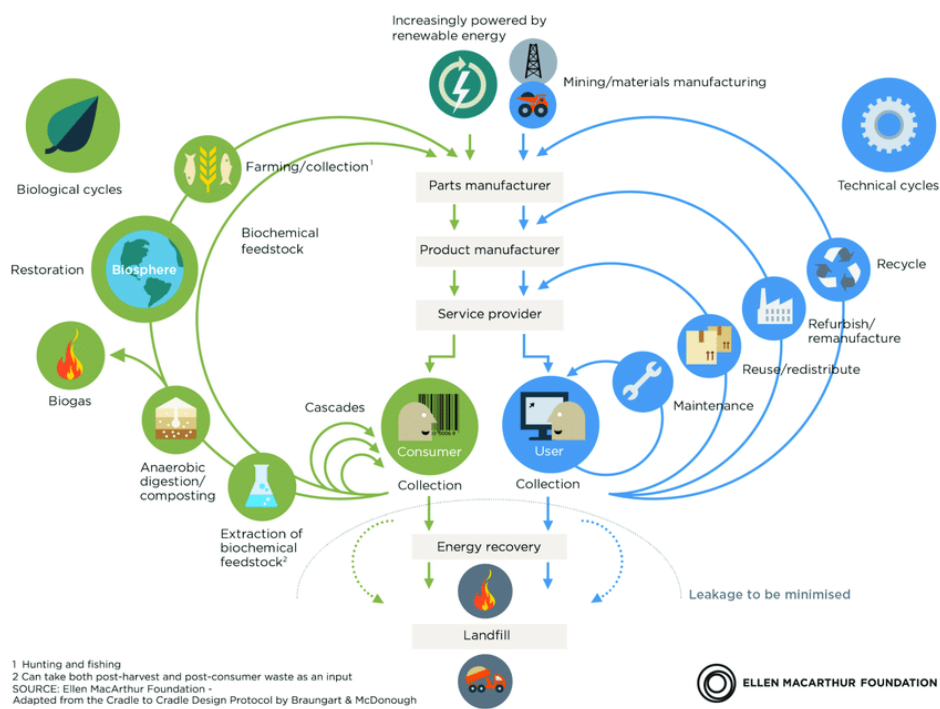 Increasingly powered by
renewable energy
Mining/materials manufacturing
Biological cycles
Technical cycles
Farming/collection¹
Parts manufacturer
Biochemical
feedstock
Restoration
Biosphere
Product manufacturer
Recycle
Service provider
Refurbish/
remanufacture
Biogas
Reuse/redistribute
Cascades
Maintenance
Consumer
User
Collection
Collection
Anaerobic
digestion/
composting
Extraction of
biochemical
feedstock²
Energy recovery
Leakage to be minimised
Landfill
1 Hunting and fishing
2 Can take both post-harvest and post-consumer waste as an input
SOURCE: Ellen MacArthur Foundation -
Adapted from the Cradle to Cradle Design Protocol by Braungart & McDonough
ELLEN MACARTHUR FOUNDATION